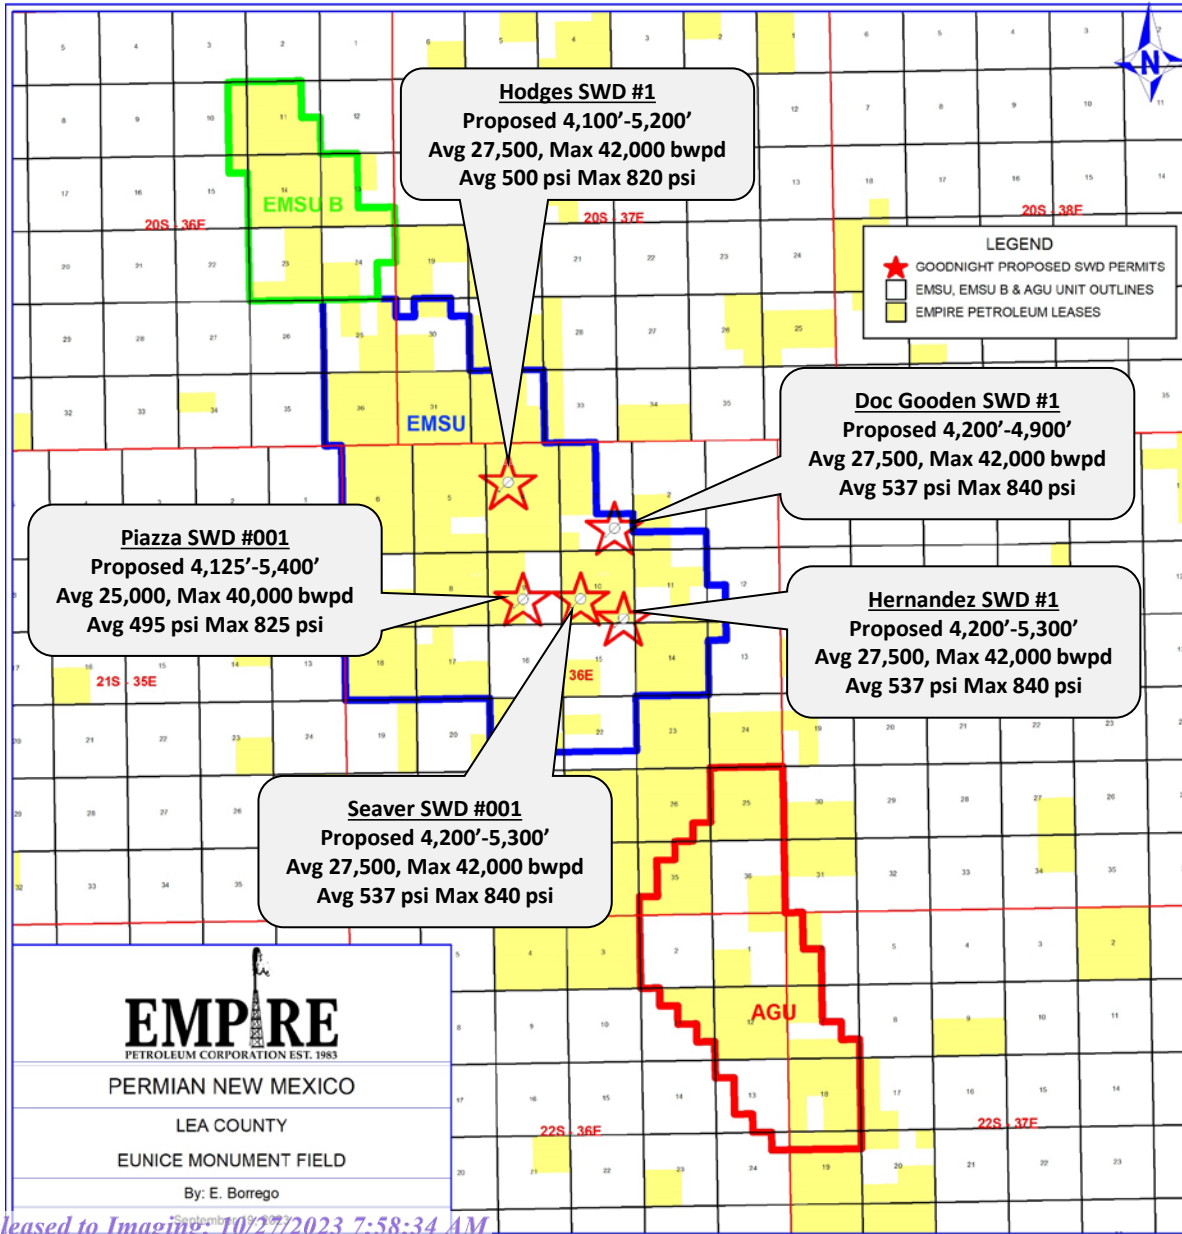 Hodges SWD #1
Proposed 4,100’-5,200’
Avg 27,500, Max 42,000 bwpd
Avg 500 psi Max 820 psi
N
EMSU B
20S - 36E
20S - 37E
20S - 38E
LEGEND
GOODNIGHT PROPOSED SWD PERMITS
EMSU, EMSU B & AGU UNIT OUTLINES
EMPIRE PETROLEUM LEASES
EMSU
Doc Gooden SWD #1
Proposed 4,200’-4,900’
Avg 27,500, Max 42,000 bwpd
Avg 537 psi Max 840 psi
Piazza SWD #001
Proposed 4,125’-5,400’
Avg 25,000, Max 40,000 bwpd
Avg 495 psi Max 825 psi
Hernandez SWD #1
Proposed 4,200’-5,300’
Avg 27,500, Max 42,000 bwpd
Avg 537 psi Max 840 psi
21S - 35E
36E
Seaver SWD #001
Proposed 4,200’-5,300’
Avg 27,500, Max 42,000 bwpd
Avg 537 psi Max 840 psi
AGU
22S - 36E
22S - 37E
EMPIRE
PETROLEUM CORPORATION EST. 1983
PERMIAN NEW MEXICO
LEA COUNTY
EUNICE MONUMENT FIELD
By: E. Borrego
September 19, 2023
leased to Imaging: 10/27/2023 7:58:34 AM